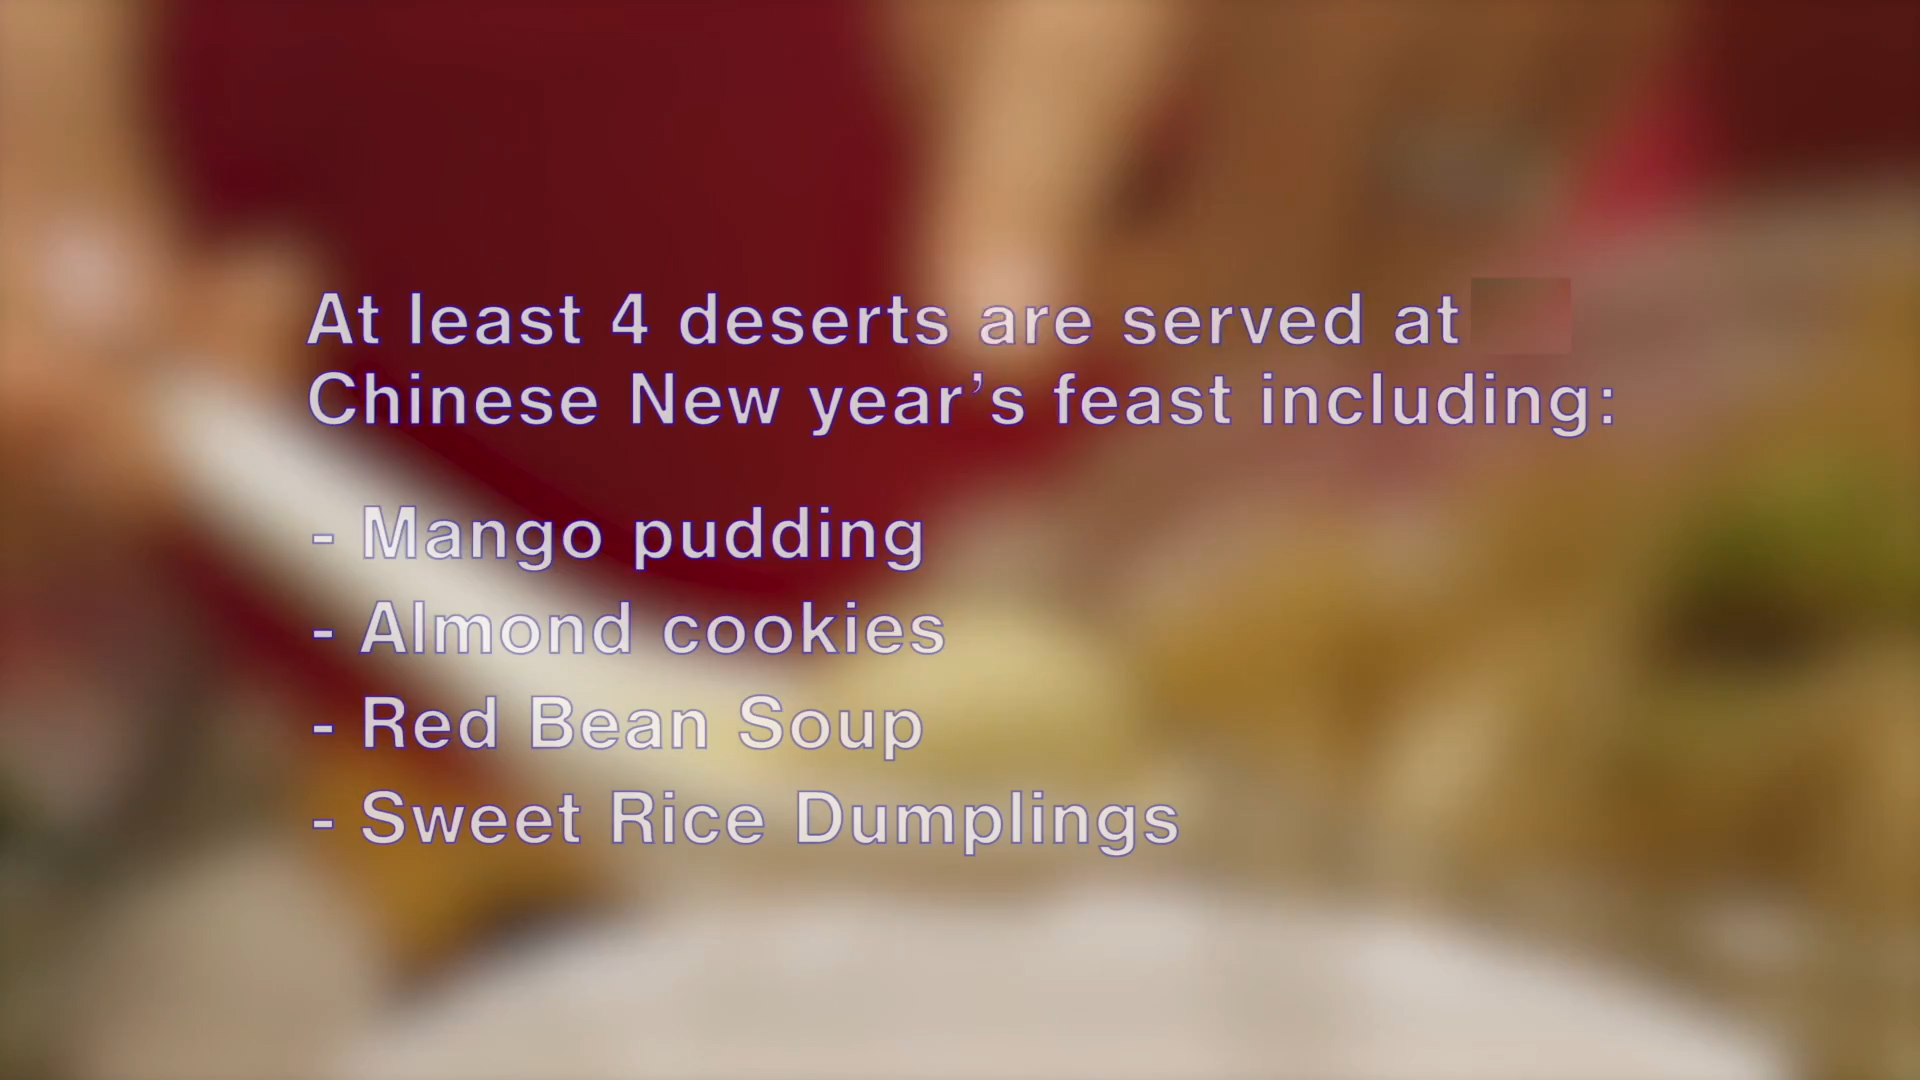 At least 4 deserts are served at
Chinese New year’s feast including:
- Mango pudding
- Almond cookies
- Red Bean Soup
- Sweet Rice Dumplings